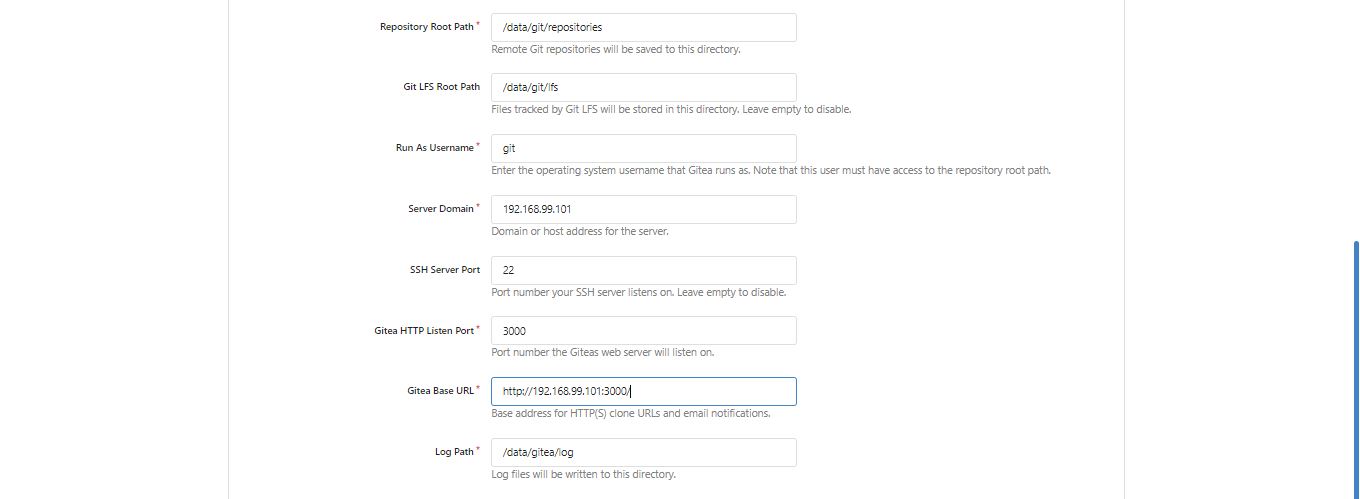 Repository Root Path * /data/git/repositories
Remote Git repositories will be saved to this directory.
Git LFS Root Path /data/git/lfs
Files tracked by Git LFS will be stored in this directory. Leave empty to disable.
Run As Username * git
Enter the operating system username that Gitea runs as. Note that this user must have access to the repository root path.
Server Domain * 192.168.99.101
Domain or host address for the server.
SSH Server Port 22
Port number your SSH server listens on. Leave empty to disable.
Gitea HTTP Listen Port * 3000
Port number the Giteas web server will listen on.
Gitea Base URL * http://192.168.99.101:3000/
Base address for HTTP(S) clone URLs and email notifications.
Log Path * /data/gitea/log
Log files will be written to this directory.